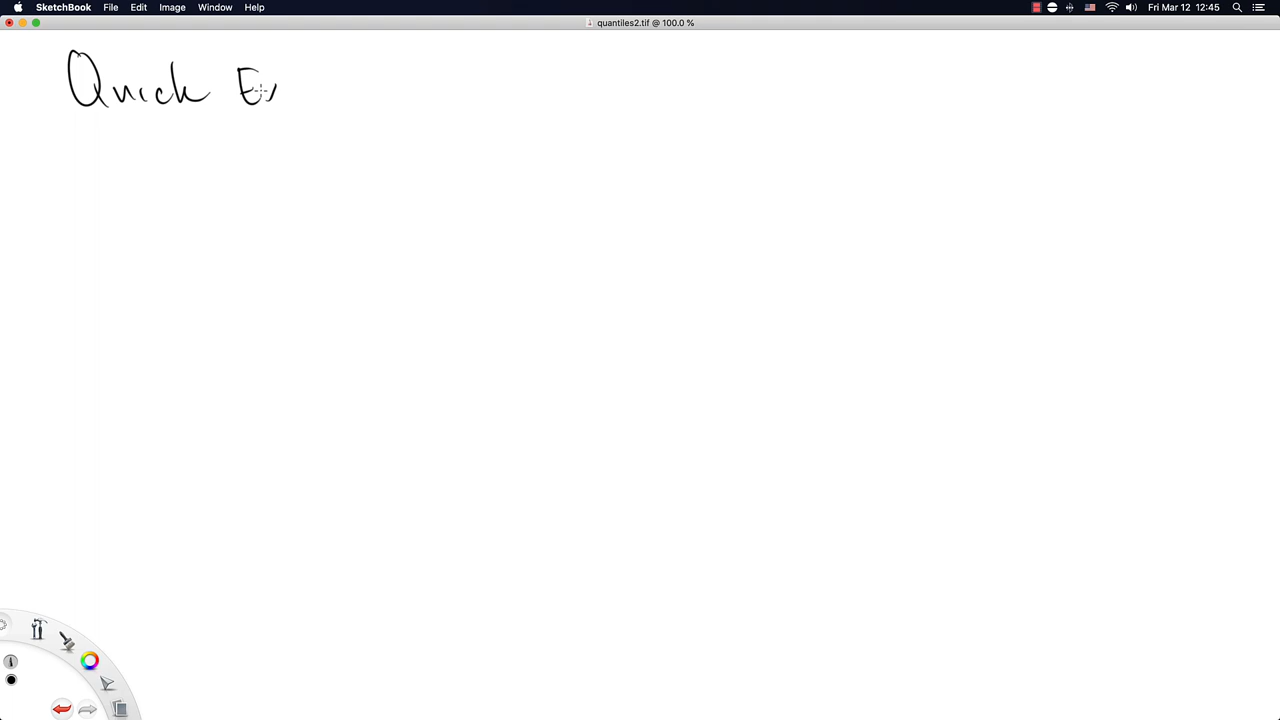 SketchBook File Edit Image Window Help Fri Mar 12 12:45
quantiles2.tif @ 100.0 %
Quick